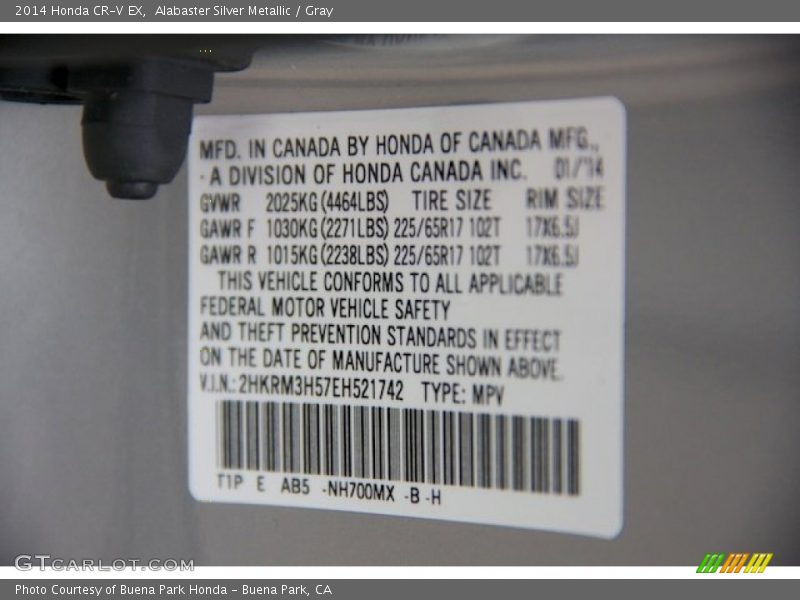 2014 Honda CR-V EX,  Alabaster Silver Metallic / Gray
MFD. IN CANADA BY HONDA OF CANADA MFG.,
- A DIVISION OF HONDA CANADA INC. 01/'14
GVWR 2025KG (4464LBS) TIRE SIZE RIM SIZE
GAWR F 1030KG (2271LBS) 225/65R17 102T 17X6.5J
GAWR R 1015KG (2238LBS) 225/65R17 102T 17X6.5J
THIS VEHICLE CONFORMS TO ALL APPLICABLE
FEDERAL MOTOR VEHICLE SAFETY
AND THEFT PREVENTION STANDARDS IN EFFECT
ON THE DATE OF MANUFACTURE SHOWN ABOVE.
V.I.N.: 2HKRM3H57EH521742 TYPE: MPV
T1P E AB5 -NH700MX -B -H
GTCARLOT.COM
Photo Courtesy of Buena Park Honda - Buena Park, CA